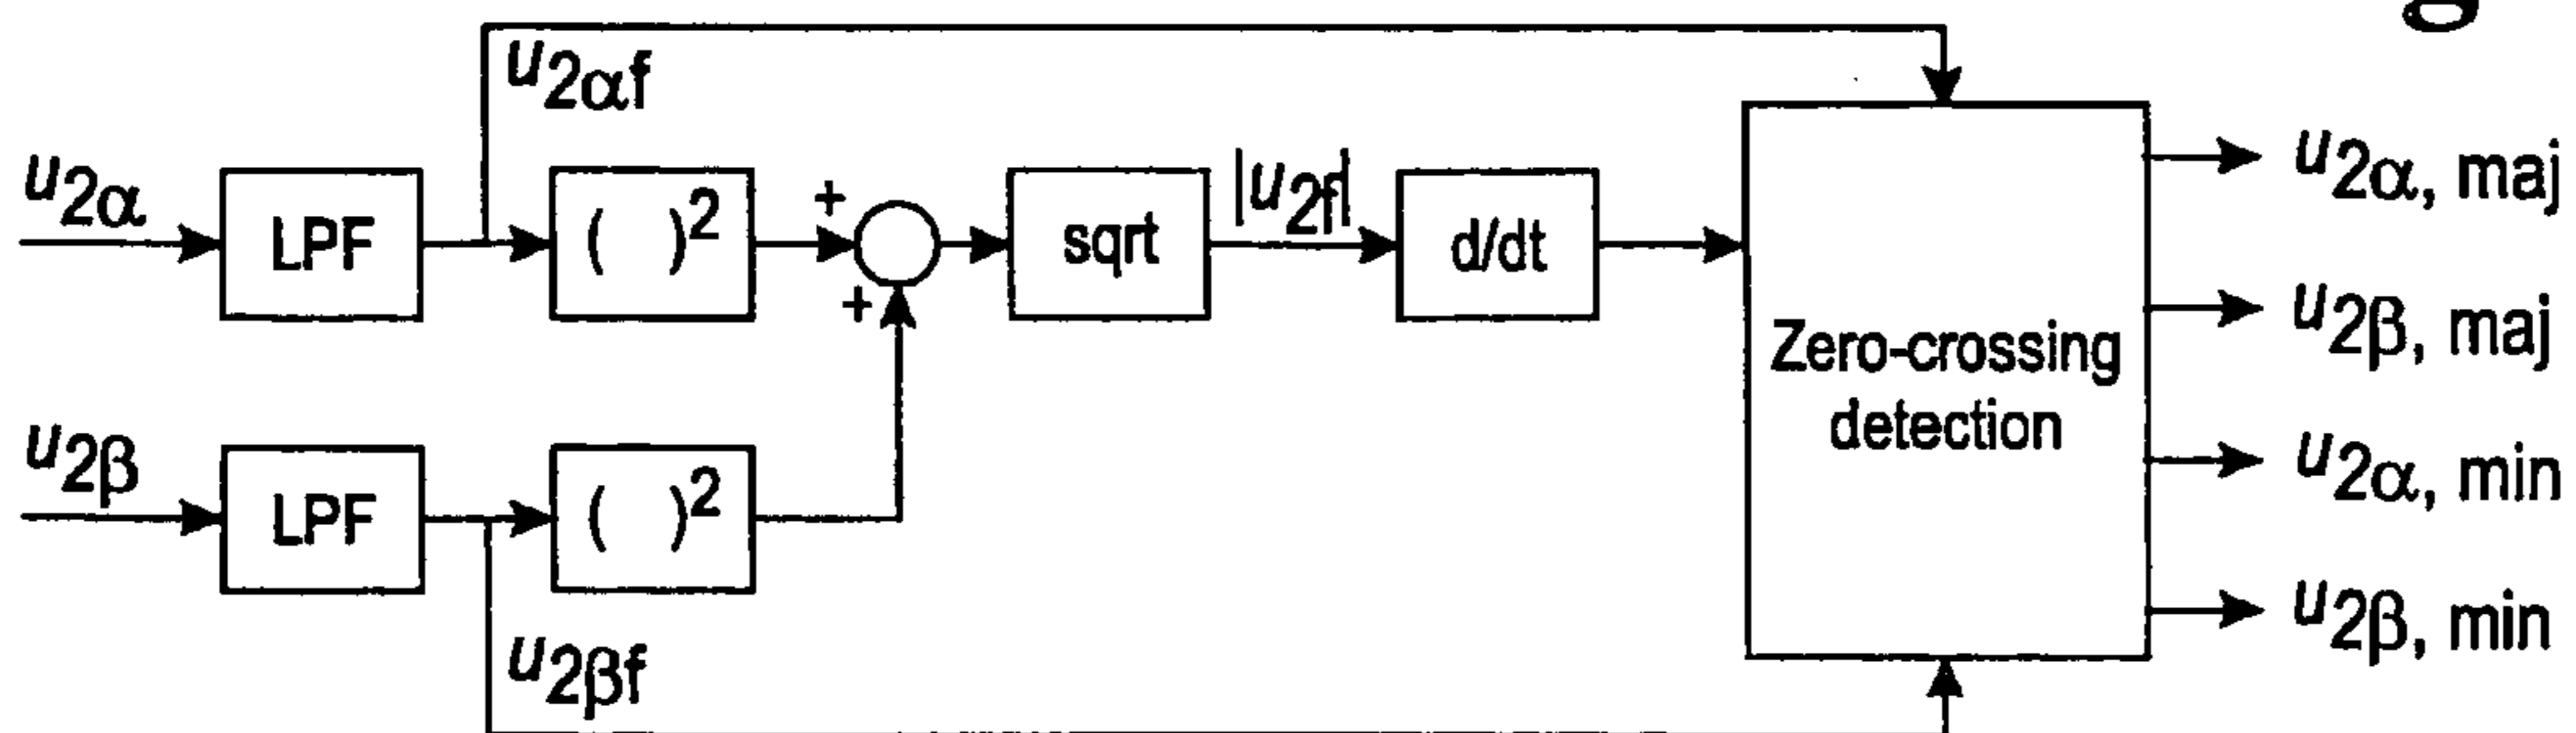 u2αf
u2α
LPF
( )²
+
+
sqrt
|u2f|
d/dt
Zero-crossing
detection
u2α, maj
u2β, maj
u2α, min
u2β, min
u2β
LPF
( )²
u2βf